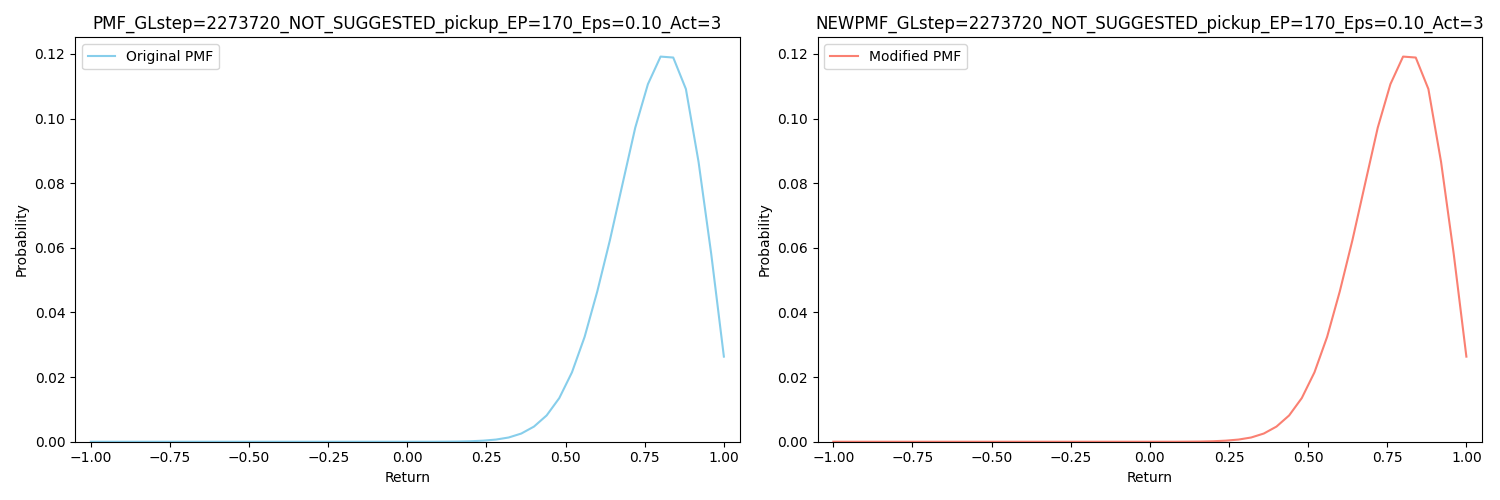 PMF_GLstep=2273720_NOT_SUGGESTED_pickup_EP=170_Eps=0.10_Act=3
Original PMF
Probability
0.12
0.10
0.08
0.06
0.04
0.02
0.00
−1.00 −0.75 −0.50 −0.25 0.00 0.25 0.50 0.75 1.00
Return
NEWPMF_GLstep=2273720_NOT_SUGGESTED_pickup_EP=170_Eps=0.10_Act=3
Modified PMF
Probability
0.12
0.10
0.08
0.06
0.04
0.02
0.00
−1.00 −0.75 −0.50 −0.25 0.00 0.25 0.50 0.75 1.00
Return